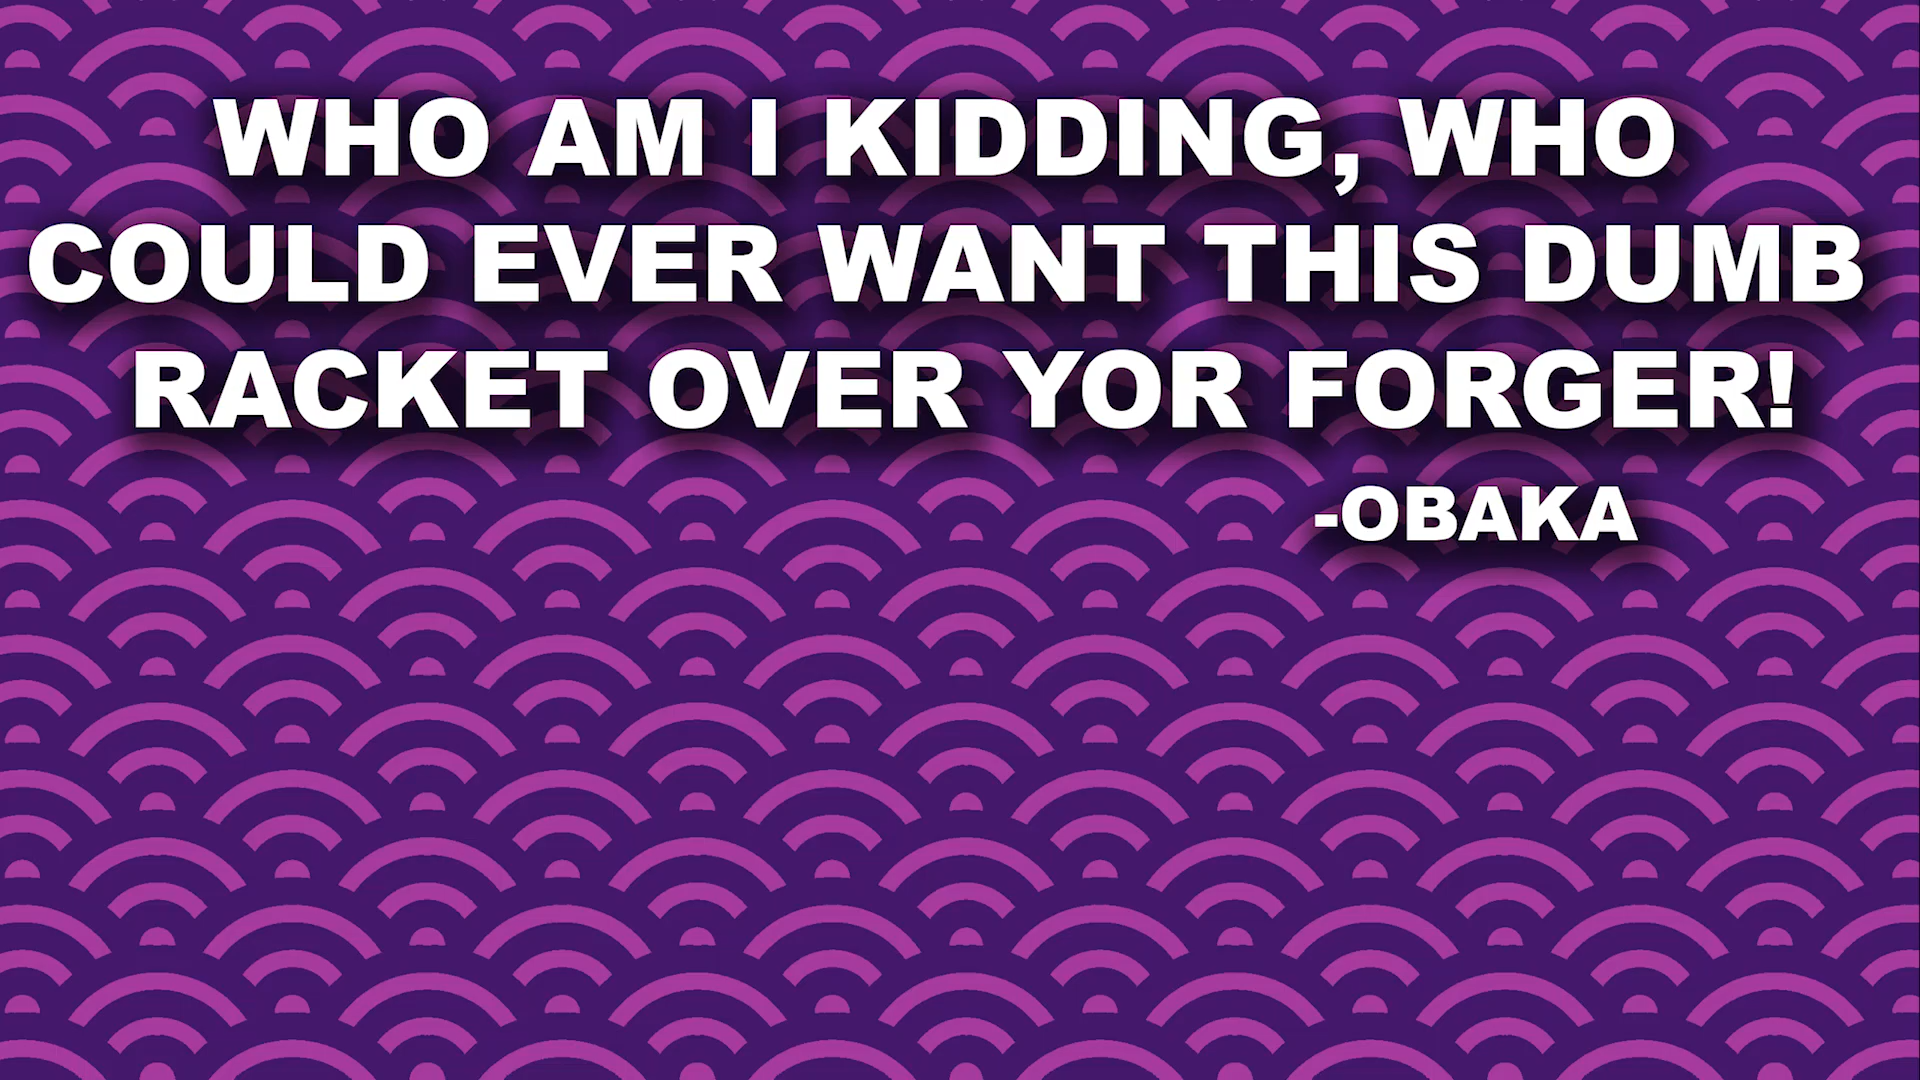 WHO AM I KIDDING, WHO
COULD EVER WANT THIS DUMB
RACKET OVER YOR FORGER!
-OBAKA